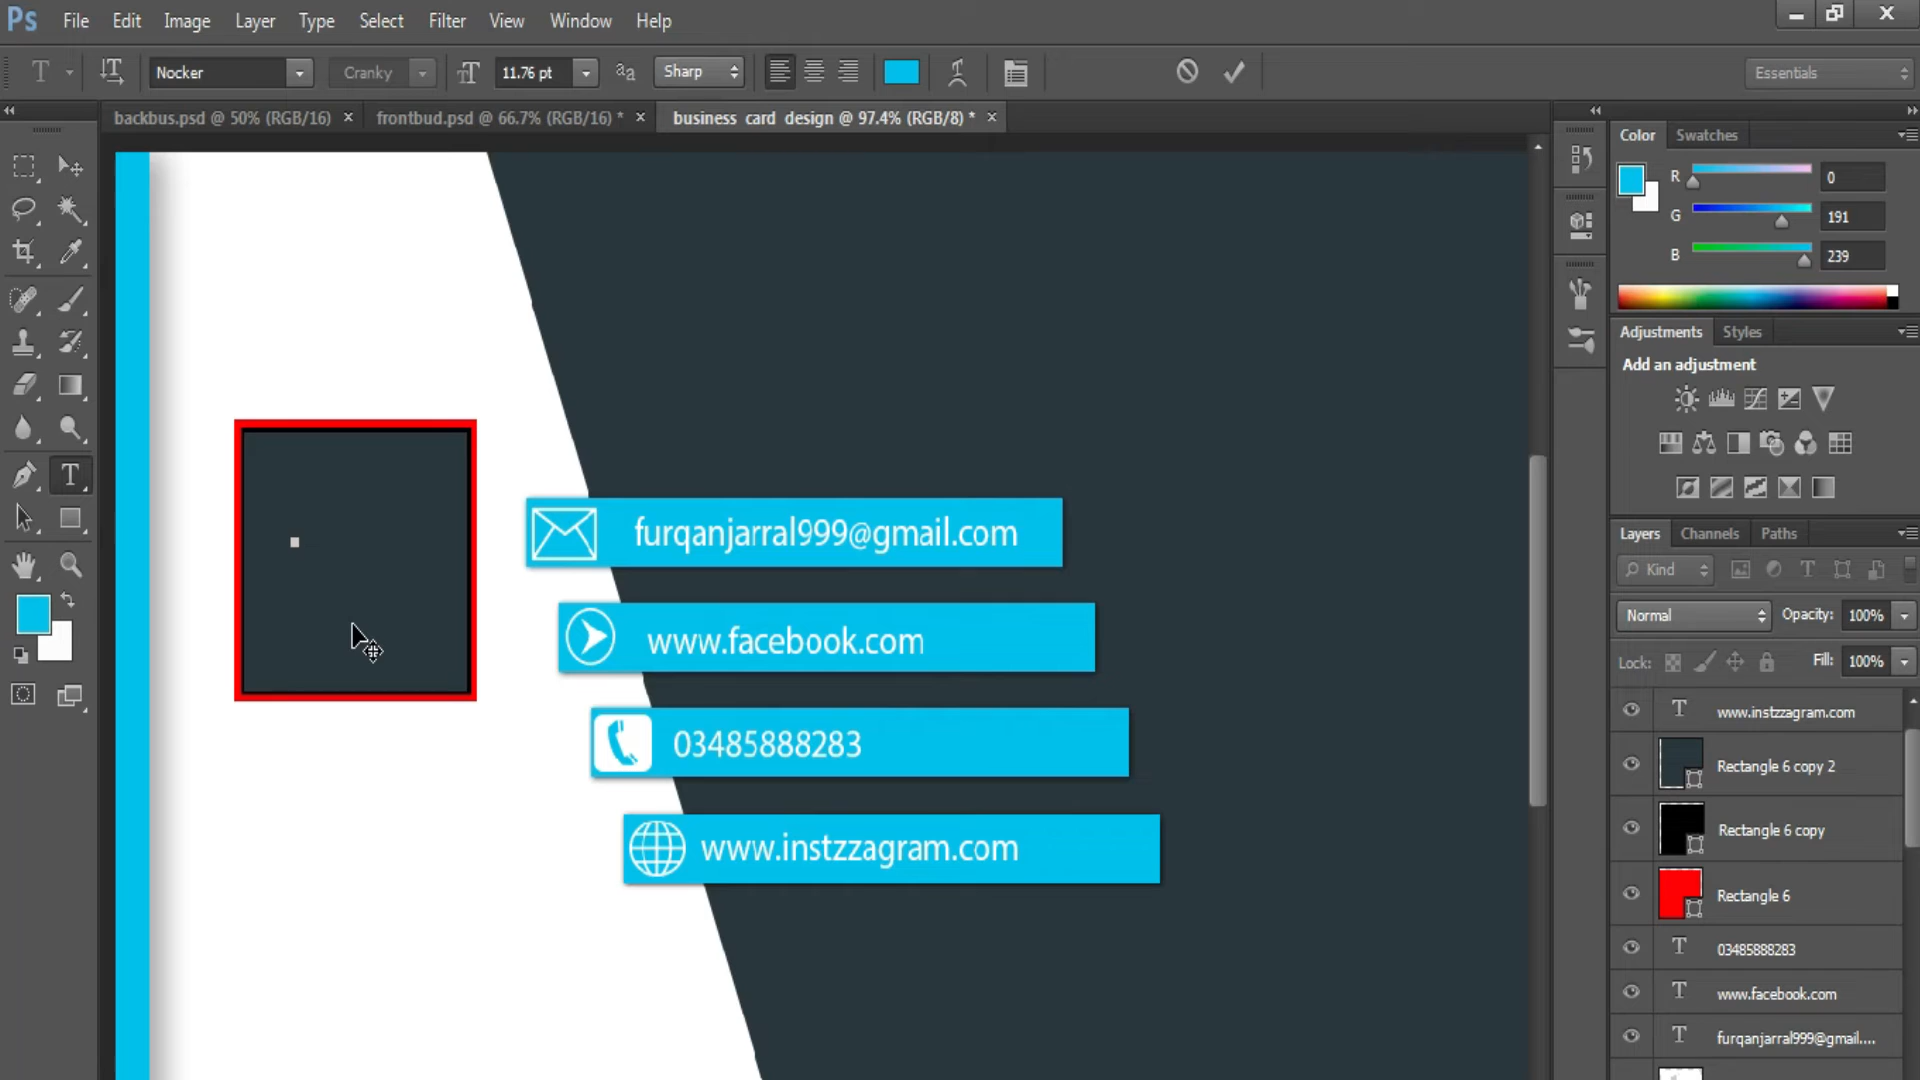 Ps File Edit Image Layer Type Select Filter View Window Help
T Nocker Cranky 11.76 pt aa Sharp Essentials
backbus.psd @ 50% (RGB/16) × frontbud.psd @ 66.7% (RGB/16) * × business card design @ 97.4% (RGB/8) * ×
Color Swatches
R 0
G 191
B 239
Adjustments Styles
Add an adjustment
Layers Channels Paths
Kind
Normal Opacity: 100%
Lock: Fill: 100%
www.instzzagram.com
Rectangle 6 copy 2
Rectangle 6 copy
Rectangle 6
03485888283
www.facebook.com
furqanjarral999@gmail....
furqanjarral999@gmail.com
www.facebook.com
03485888283
www.instzzagram.com